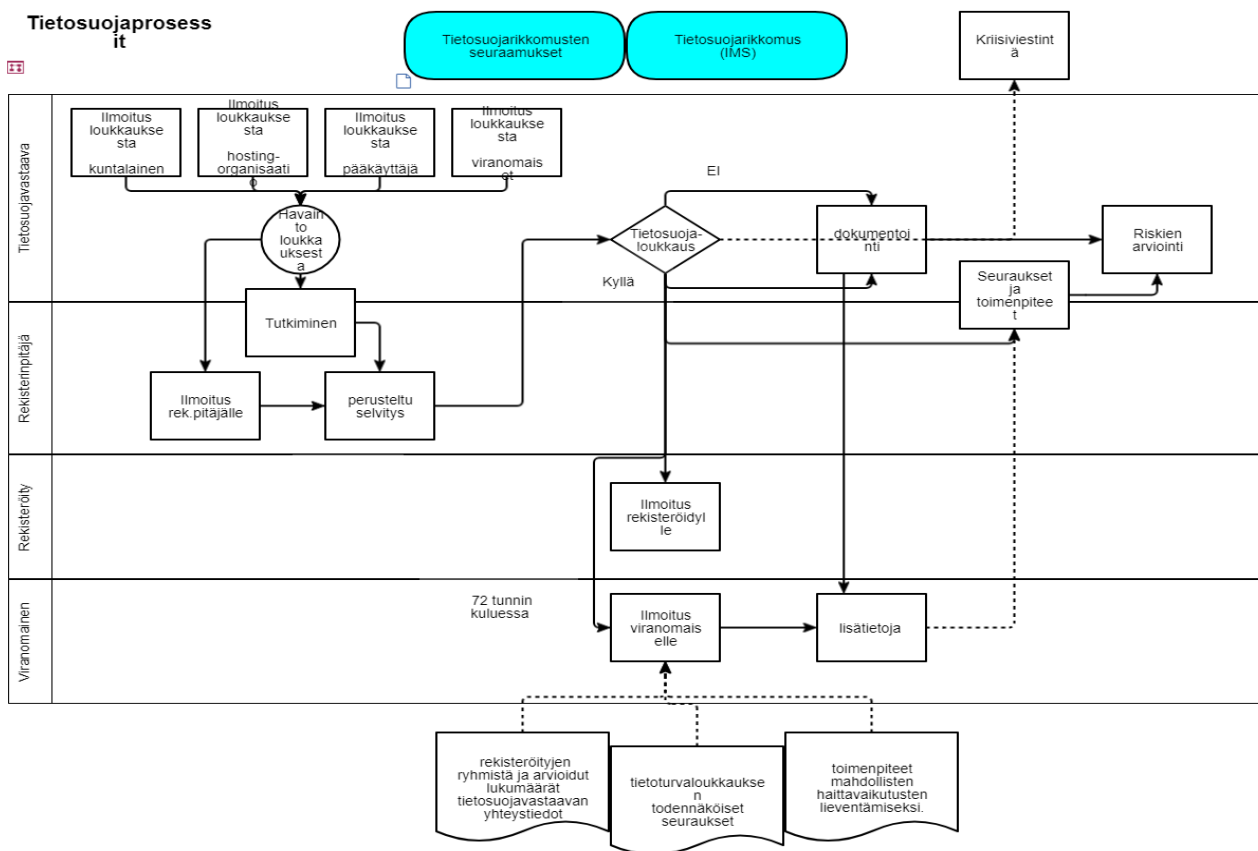 Tietosuojaprosess
it
Tietosuojarikkomusten
seuraamukset
Tietosuojarikkomus
(IMS)
Kriisiviestint
ä
Tietosuojavastaava
Ilmoitus
loukkaukse
sta
kuntalainen
Ilmoitus
loukkaukse
sta
hosting-
organisaati
o
Ilmoitus
loukkaukse
sta
pääkäyttäjä
Ilmoitus
loukkaukse
sta
viranomais
et
Havain
to
loukka
uksest
a
EI
Tietosuoja-
loukkaus
dokumentoi
nti
Riskien
arviointi
Kyllä
Seuraukset
ja
toimenpitee
t
Tutkiminen
Rekisterinpitäjä
Ilmoitus
rek.pitäjälle
perusteltu
selvitys
Rekisteröity
Ilmoitus
rekisteröidyl
le
Viranomainen
72 tunnin
kuluessa
Ilmoitus
viranomais
elle
lisätietoja
rekisteröityjen
ryhmistä ja arvioidut
lukumäärät
tietosuojavastaavan
yhteystiedot
tietoturvaloukkaukse
n
todennäköiset
seuraukset
toimenpiteet
mahdollisten
haittavaikutusten
lieventämiseksi.